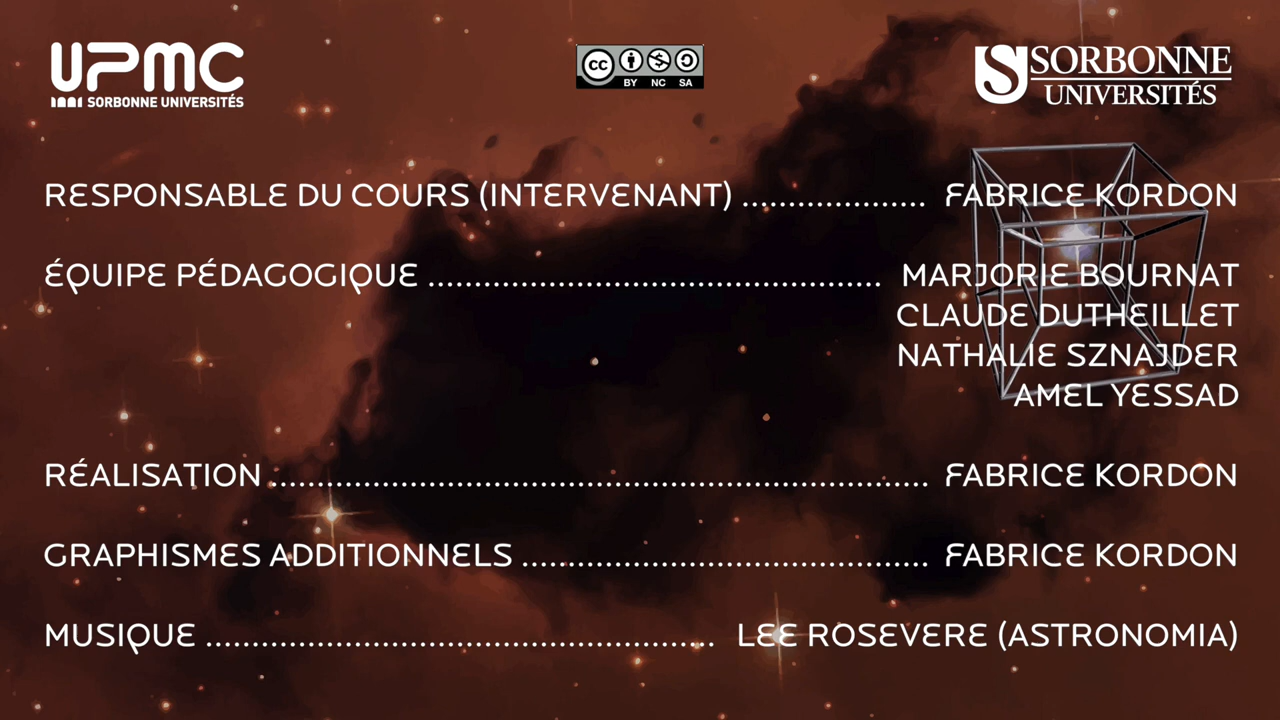 UPMC
SORBONNE UNIVERSITÉS
cc
BY NC SA
SORBONNE
UNIVERSITÉS
RESPONSABLE DU COURS (INTERVENANT) .................... FABRICE KORDON
ÉQUIPE PÉDAGOGIQUE ................................................ MARJORIE BOURNAT
CLAUDE DUTHEILLET
NATHALIE SZNAJDER
AMEL YESSAD
RÉALISATION ...................................................................... FABRICE KORDON
GRAPHISMES ADDITIONNELS ........................................... FABRICE KORDON
MUSIQUE ...................................................... LEE ROSEVERE (ASTRONOMIA)